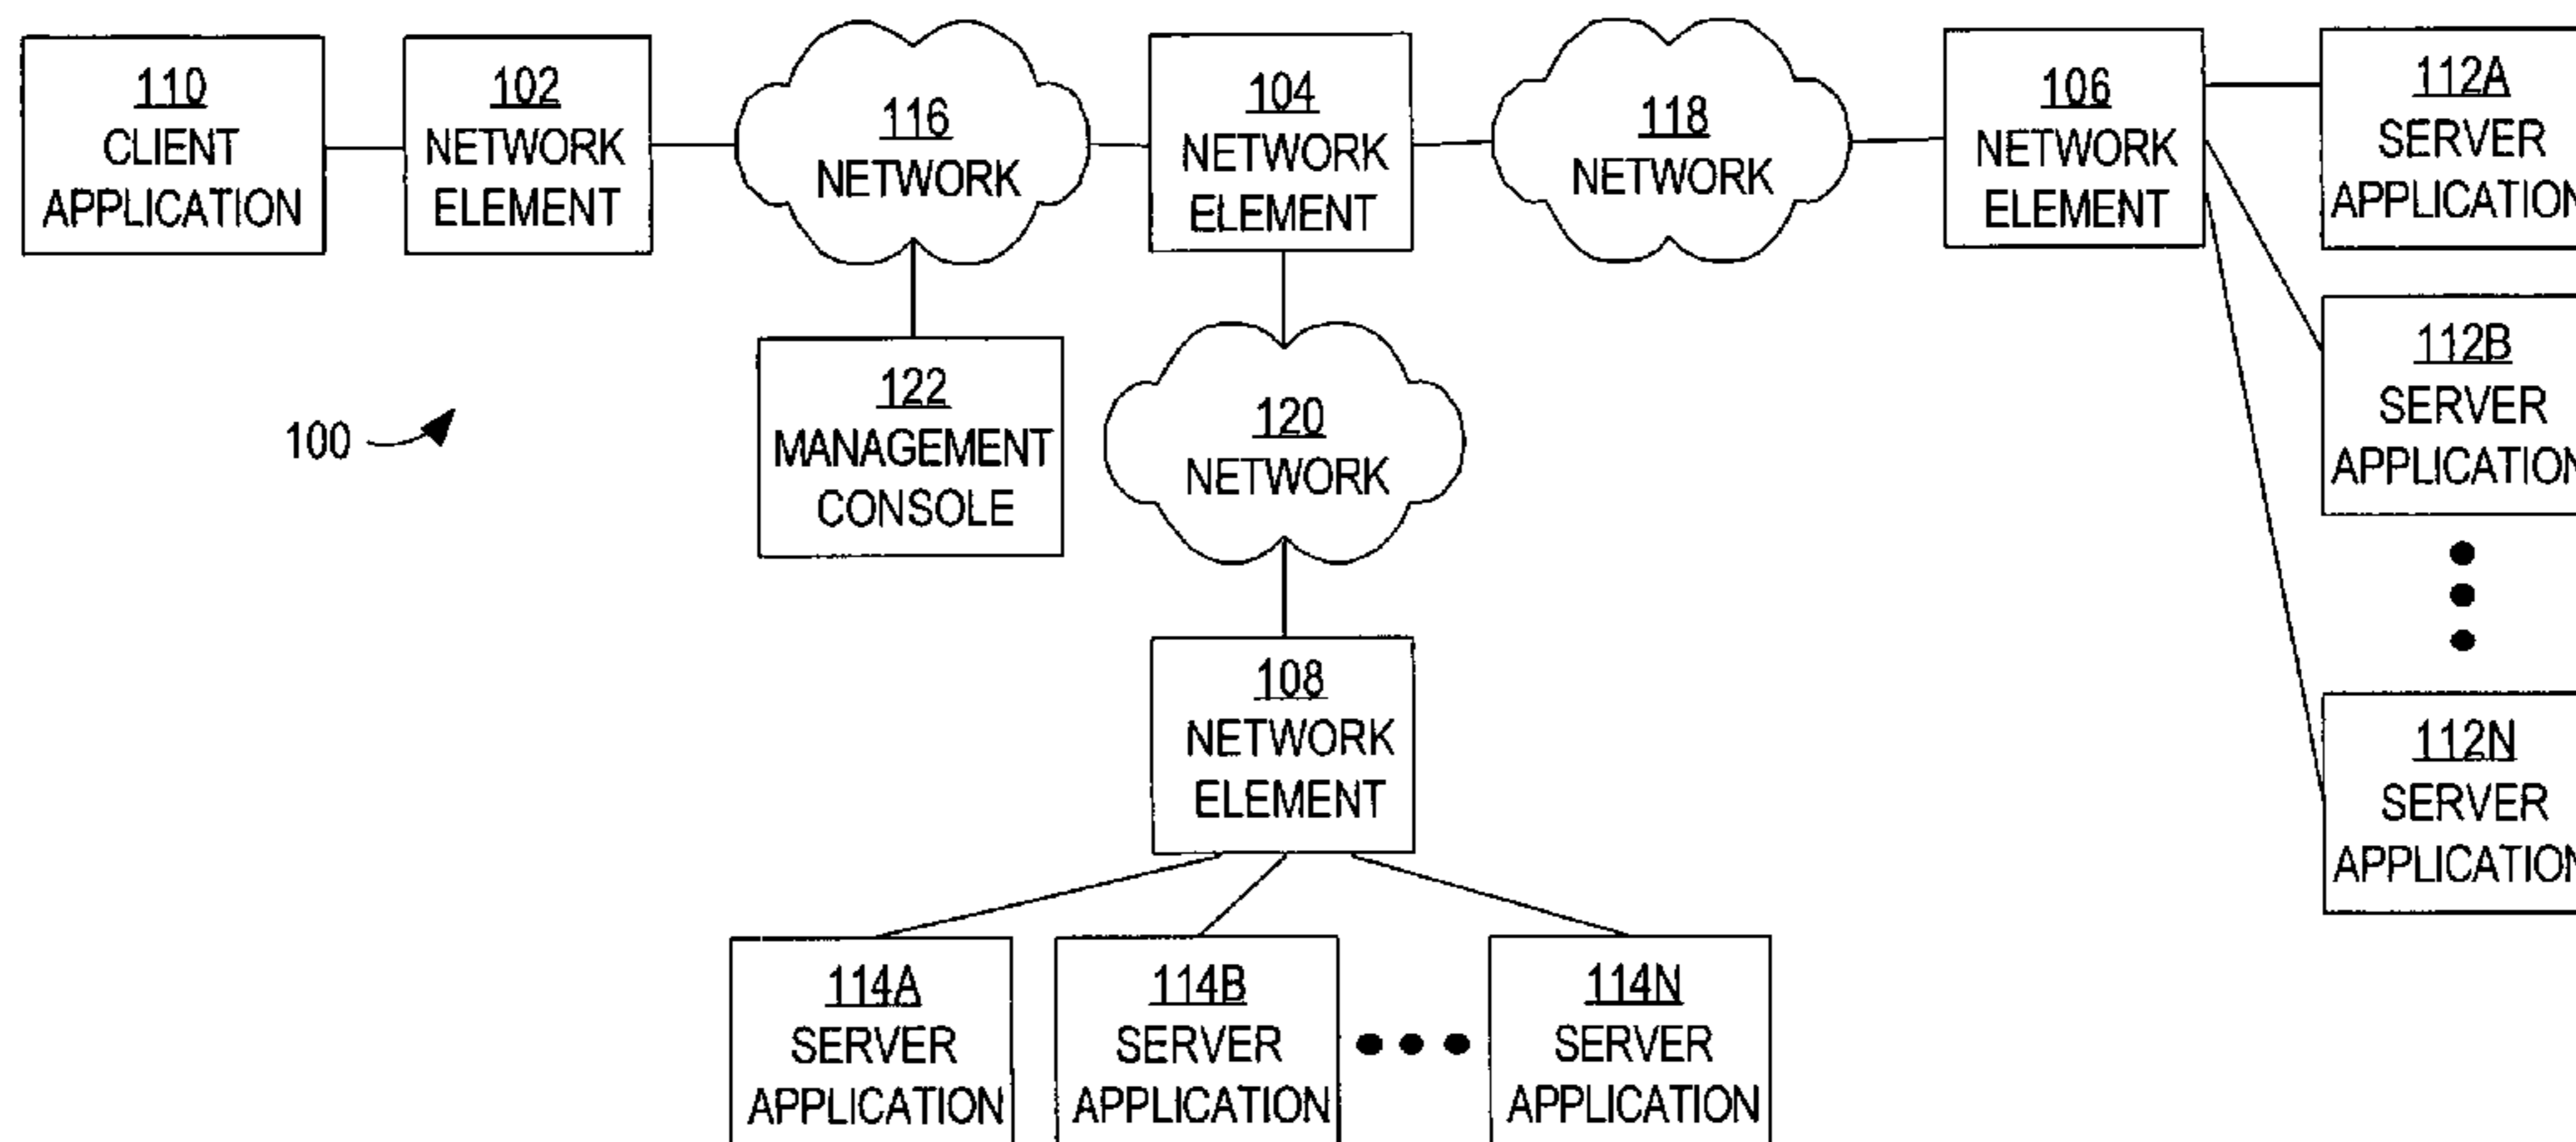 110
CLIENT
APPLICATION
102
NETWORK
ELEMENT
116
NETWORK
104
NETWORK
ELEMENT
118
NETWORK
106
NETWORK
ELEMENT
112A
SERVER
APPLICATION
122
MANAGEMENT
CONSOLE
120
NETWORK
112B
SERVER
APPLICATION
100
108
NETWORK
ELEMENT
112N
SERVER
APPLICATION
114A
SERVER
APPLICATION
114B
SERVER
APPLICATION
114N
SERVER
APPLICATION